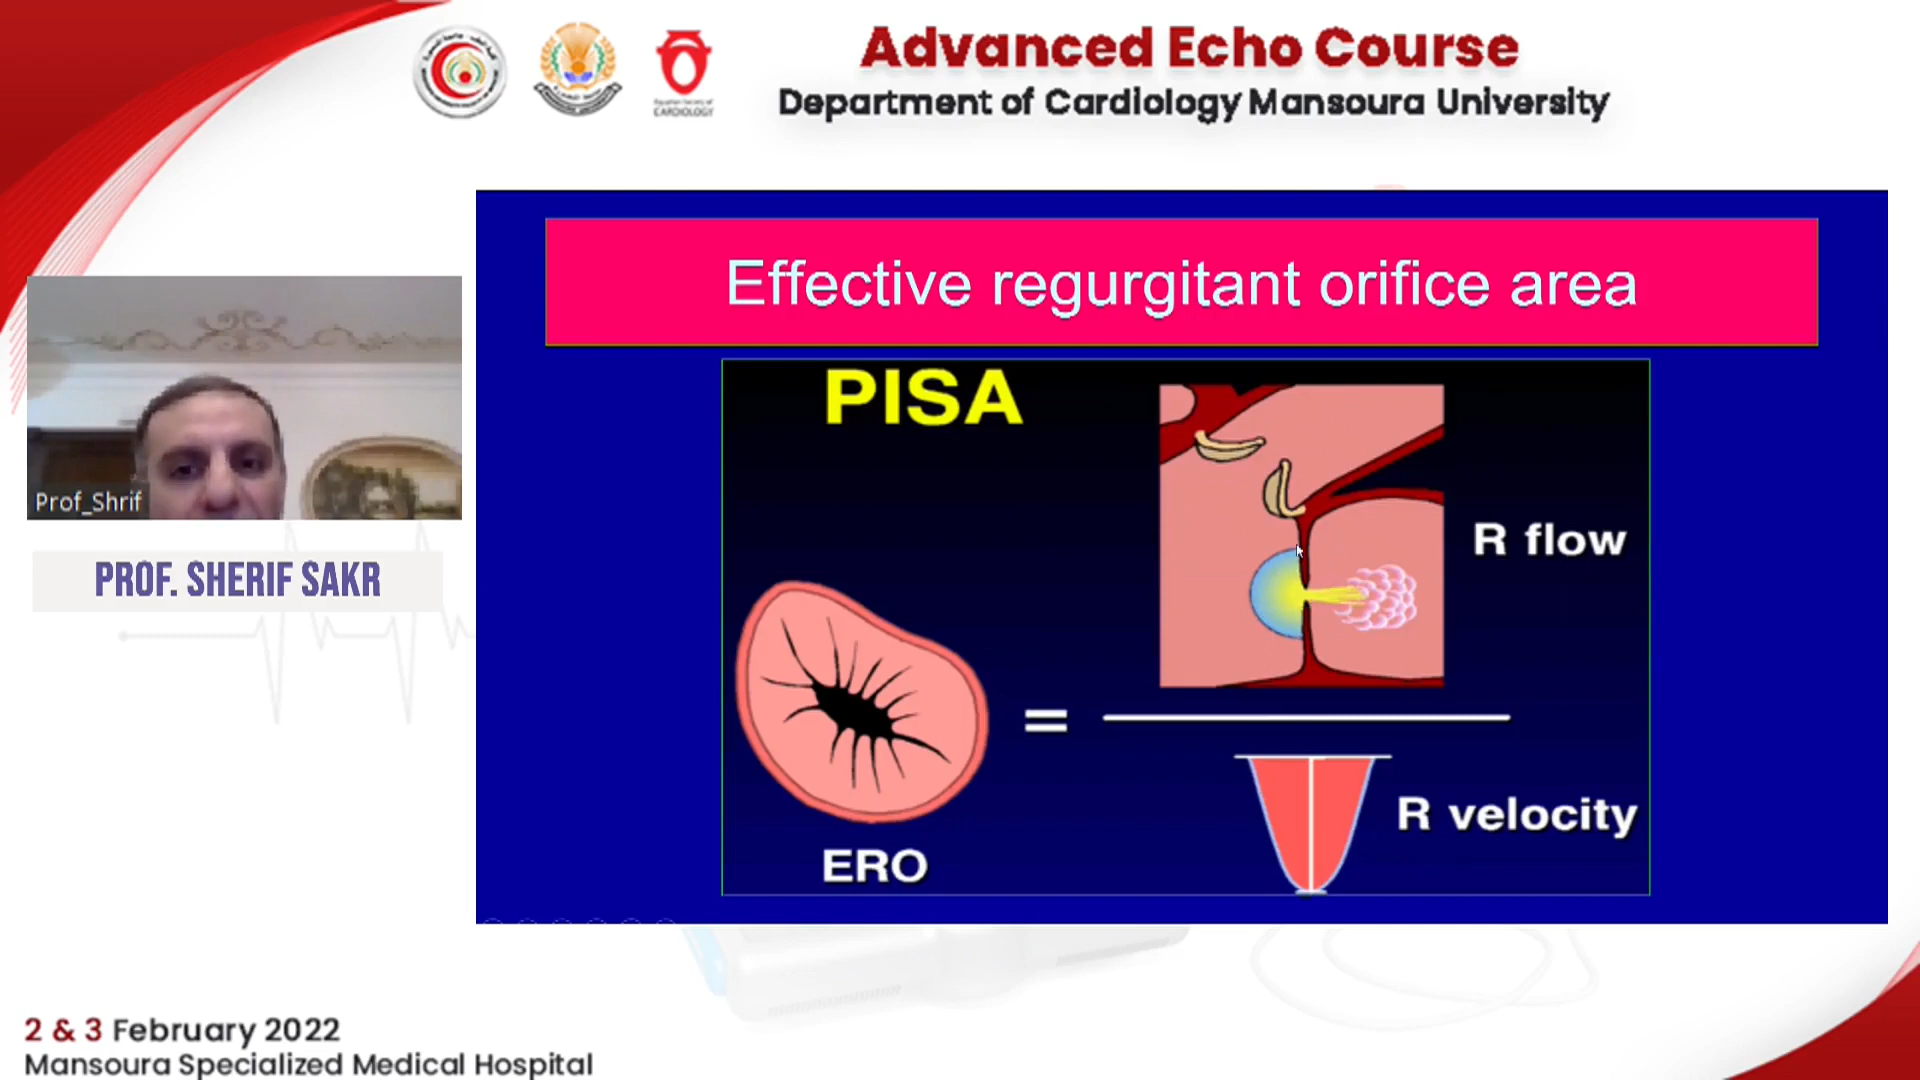 Advanced Echo Course
Department of Cardiology Mansoura University
CARDIOLOGY
Effective regurgitant orifice area
PISA
R flow
=
R velocity
ERO
Prof_Shrif
PROF. SHERIF SAKR
2 & 3 February 2022
Mansoura Specialized Medical Hospital